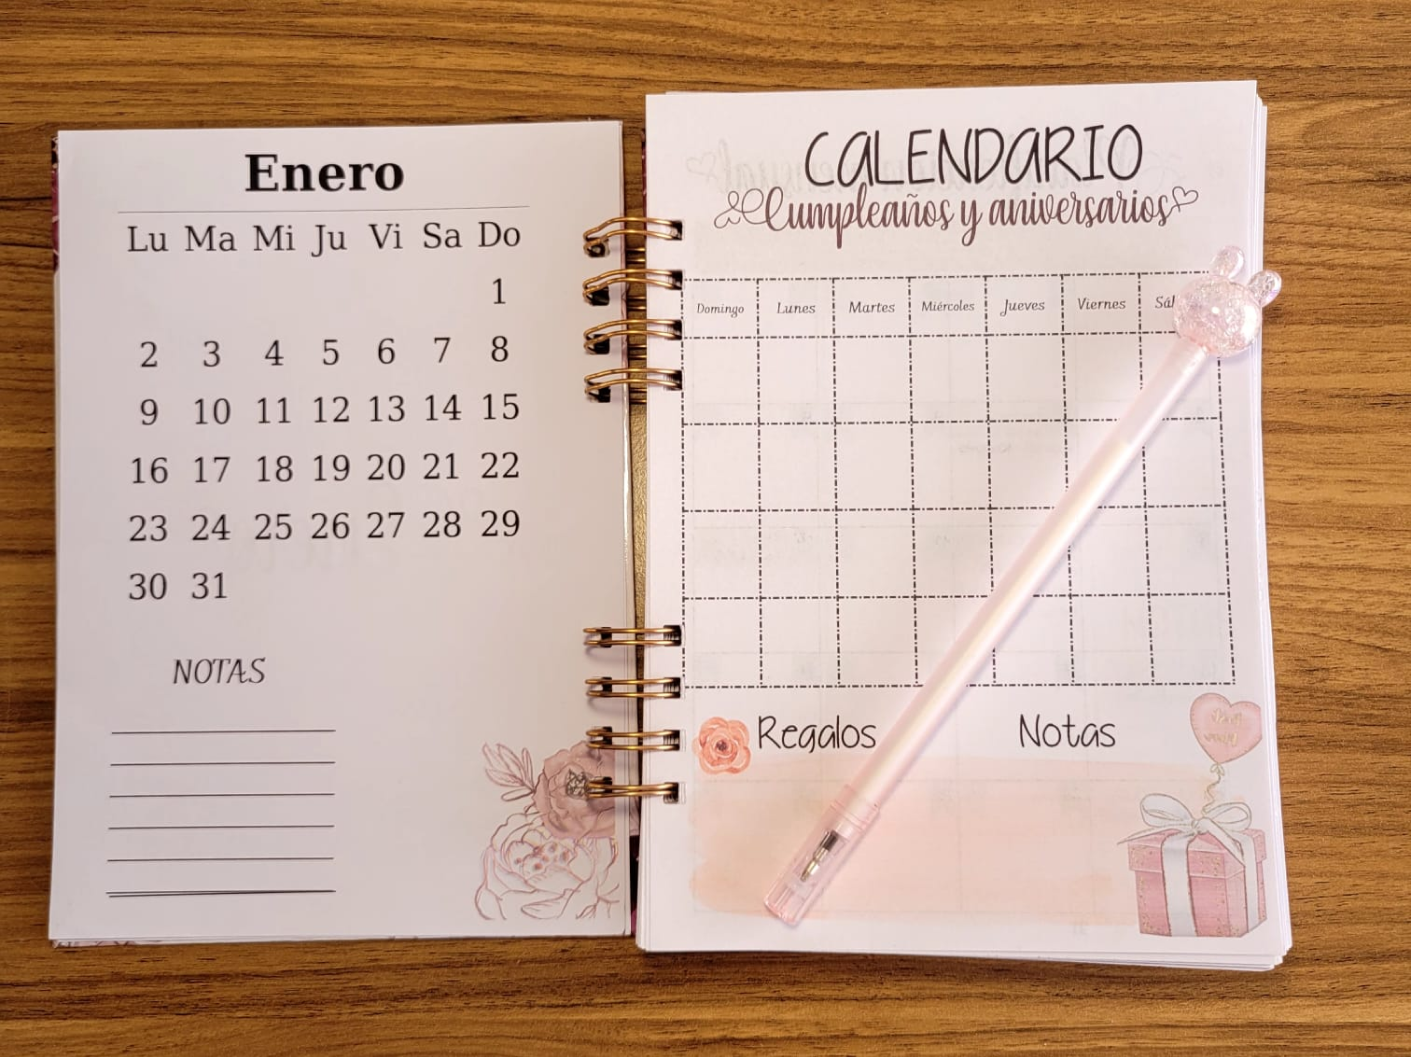 Enero
Lu Ma Mi Ju Vi Sa Do
1
2 3 4 5 6 7 8
9 10 11 12 13 14 15
16 17 18 19 20 21 22
23 24 25 26 27 28 29
30 31
NOTAS
CALENDARIO
Cumpleaños y aniversarios
Domingo Lunes Martes Miércoles Jueves Viernes
Regalos Notas